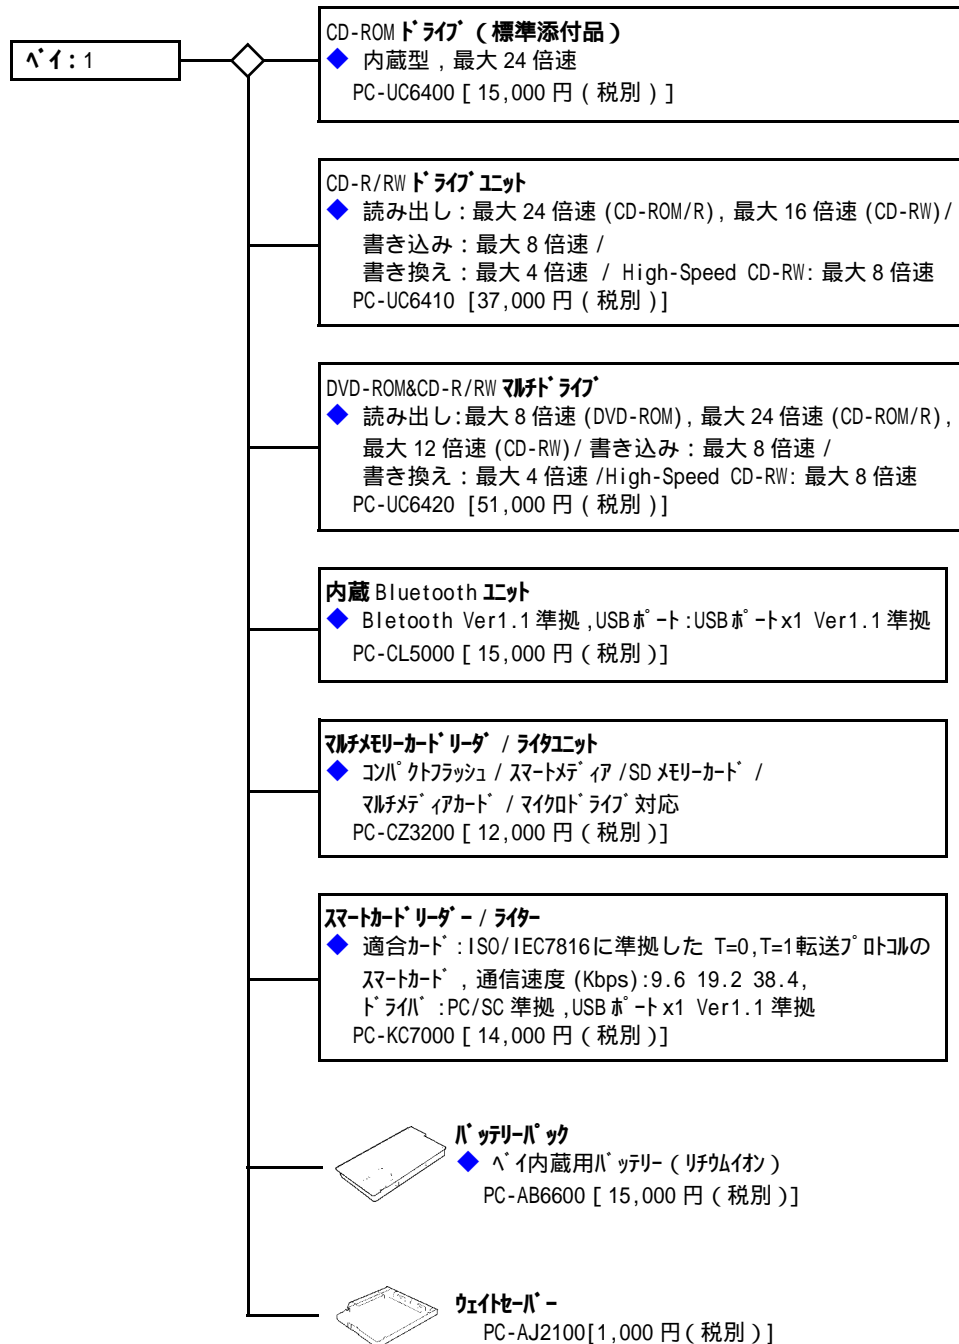 ﾍﾞｲ:1
CD-ROM ﾄﾞﾗｲﾌﾞ (標準添付品)
◆ 内蔵型 , 最大 24 倍速
PC-UC6400 [ 15,000 円 ( 税別 ) ]
CD-R/RW ﾄﾞﾗｲﾌﾞﾕﾆｯﾄ
◆ 読み出し : 最大 24 倍速 (CD-ROM/R), 最大 16 倍速 (CD-RW)/
書き込み : 最大 8 倍速 /
書き換え : 最大 4 倍速 / High-Speed CD-RW: 最大 8 倍速
PC-UC6410 [37,000 円 ( 税別 )]
DVD-ROM&CD-R/RW ﾏﾙﾁﾄﾞﾗｲﾌﾞ
◆ 読み出し:最大 8 倍速 (DVD-ROM), 最大 24 倍速 (CD-ROM/R),
最大 12 倍速 (CD-RW)/ 書き込み : 最大 8 倍速 /
書き換え : 最大 4 倍速 /High-Speed CD-RW: 最大 8 倍速
PC-UC6420 [51,000 円 ( 税別 )]
内蔵 Bluetooth ﾕﾆｯﾄ
◆ Bletooth Ver1.1 準拠 ,USB ﾎﾟｰﾄ :USB ﾎﾟｰﾄ x1 Ver1.1 準拠
PC-CL5000 [ 15,000 円 ( 税別 )]
ﾏﾙﾁﾒﾓﾘｰｶｰﾄﾞﾘｰﾀﾞ / ﾗｲﾀﾕﾆｯﾄ
◆ ｺﾝﾊﾟｸﾄﾌﾗｯｼｭ / ｽﾏｰﾄﾒﾃﾞｨｱ /SD ﾒﾓﾘｰｶｰﾄﾞ /
ﾏﾙﾁﾒﾃﾞｨｱｶｰﾄﾞ / ﾏｲｸﾛﾄﾞﾗｲﾌﾞ 対応
PC-CZ3200 [ 12,000 円 ( 税別 )]
ｽﾏｰﾄｶｰﾄﾞﾘｰﾀﾞｰ / ﾗｲﾀｰ
◆ 適合ｶｰﾄﾞ :ISO/IEC7816に準拠した T=0,T=1転送ﾌﾟﾛﾄｺﾙの
ｽﾏｰﾄｶｰﾄﾞ , 通信速度 (Kbps):9.6 19.2 38.4,
ﾄﾞﾗｲﾊﾞ :PC/SC 準拠 ,USB ﾎﾟｰﾄ x1 Ver1.1 準拠
PC-KC7000 [ 14,000 円 ( 税別 )]
ﾊﾞｯﾃﾘｰﾊﾟｯｸ
◆ ﾍﾞｲ内蔵用ﾊﾞｯﾃﾘｰ ( ﾘﾁｳﾑｲｵﾝ )
PC-AB6600 [ 15,000 円 ( 税別 )]
ｳｪｲﾄｾｰﾊﾞｰ
PC-AJ2100[1,000 円 ( 税別 )]